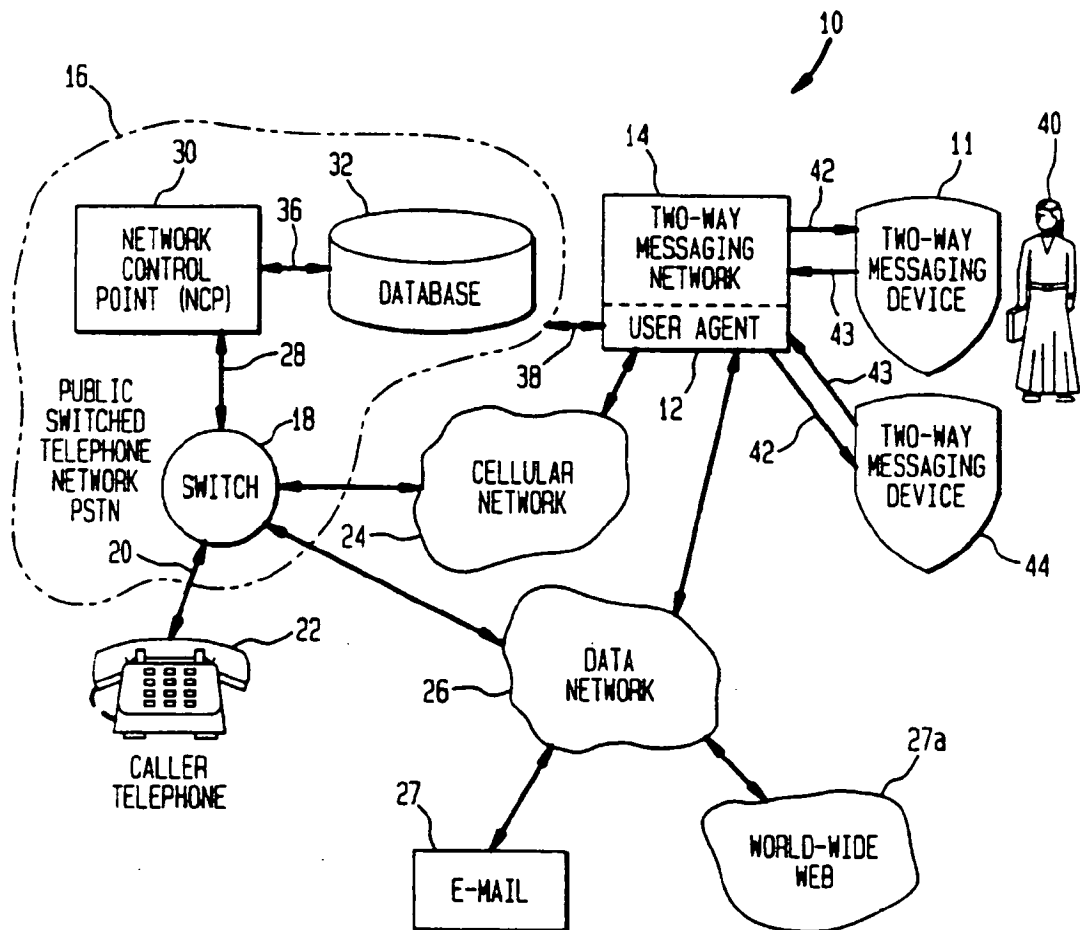 10
16
30
32
14
42
11
40
NETWORK
CONTROL
POINT (NCP)
36
DATABASE
TWO-WAY
MESSAGING
NETWORK
USER AGENT
TWO-WAY
MESSAGING
DEVICE
43
28
38
12
43
42
PUBLIC
SWITCHED
TELEPHONE
NETWORK
PSTN
18
SWITCH
CELLULAR
NETWORK
24
TWO-WAY
MESSAGING
DEVICE
44
20
22
CALLER
TELEPHONE
DATA
NETWORK
26
27
E-MAIL
27a
WORLD-WIDE
WEB